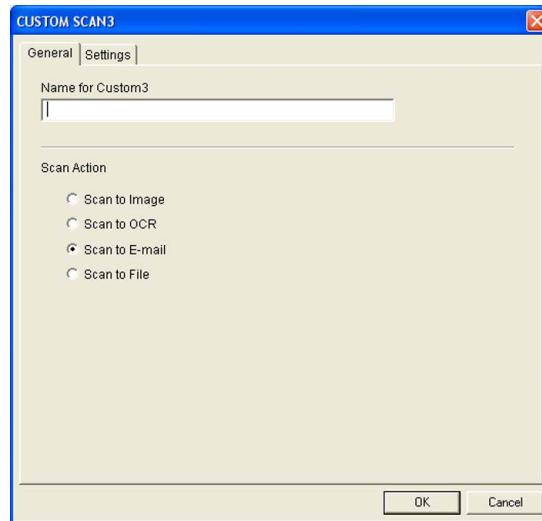 CUSTOM SCAN3
General Settings
Name for Custom3
Scan Action
Scan to Image
Scan to OCR
Scan to E-mail
Scan to File
OK Cancel